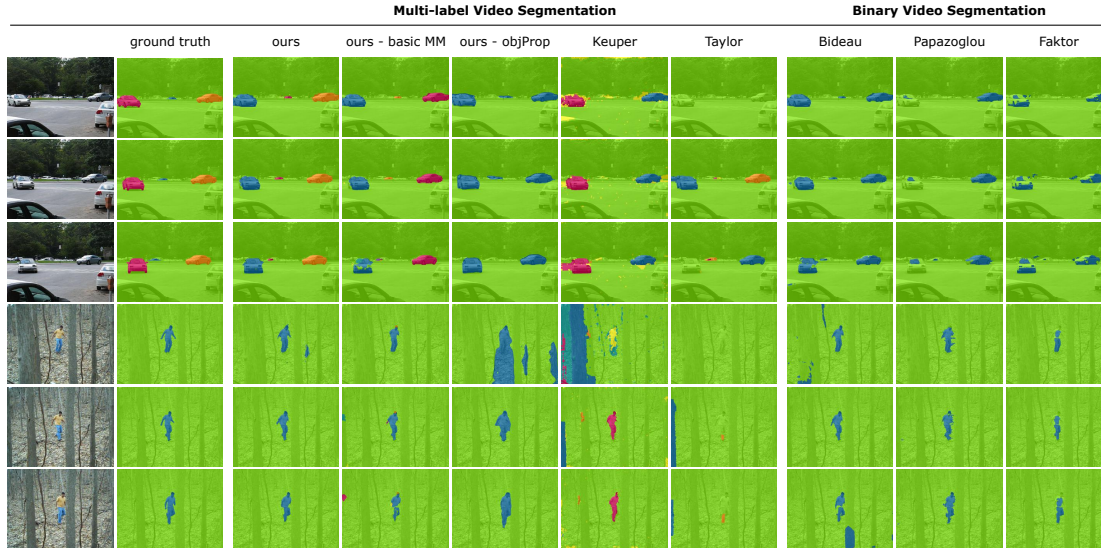 Multi-label Video Segmentation
Binary Video Segmentation
ground truth
ours
ours - basic MM
ours - objProp
Keuper
Taylor
Bideau
Papazoglou
Faktor